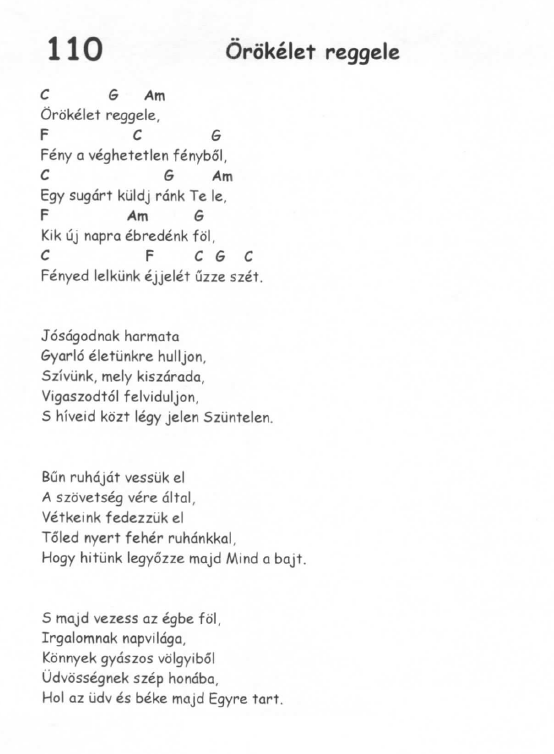 110 Örökélet reggele
C G Am
Örökélet reggele,
F C G
Fény a véghetetlen fényből,
C G Am
Egy sugárt küldj ránk Te le,
F Am G
Kik új napra ébredénk föl,
C F C G C
Fényed lelkünk éjjelét űzze szét.
Jóságodnak harmata
Gyarló életünkre hulljon,
Szívünk, mely kiszárada,
Vigaszodtól felviduljon,
S híveid közt légy jelen Szüntelen.
Bűn ruháját vessük el
A szövetség vére által,
Vétkeink fedezzük el
Tőled nyert fehér ruhánkkal,
Hogy hitünk legyőzze majd Mind a bajt.
S majd vezess az égbe föl,
Irgalomnak napvilága,
Könnyek gyászos völgyiből
Üdvösségnek szép honába,
Hol az üdv és béke majd Egyre tart.